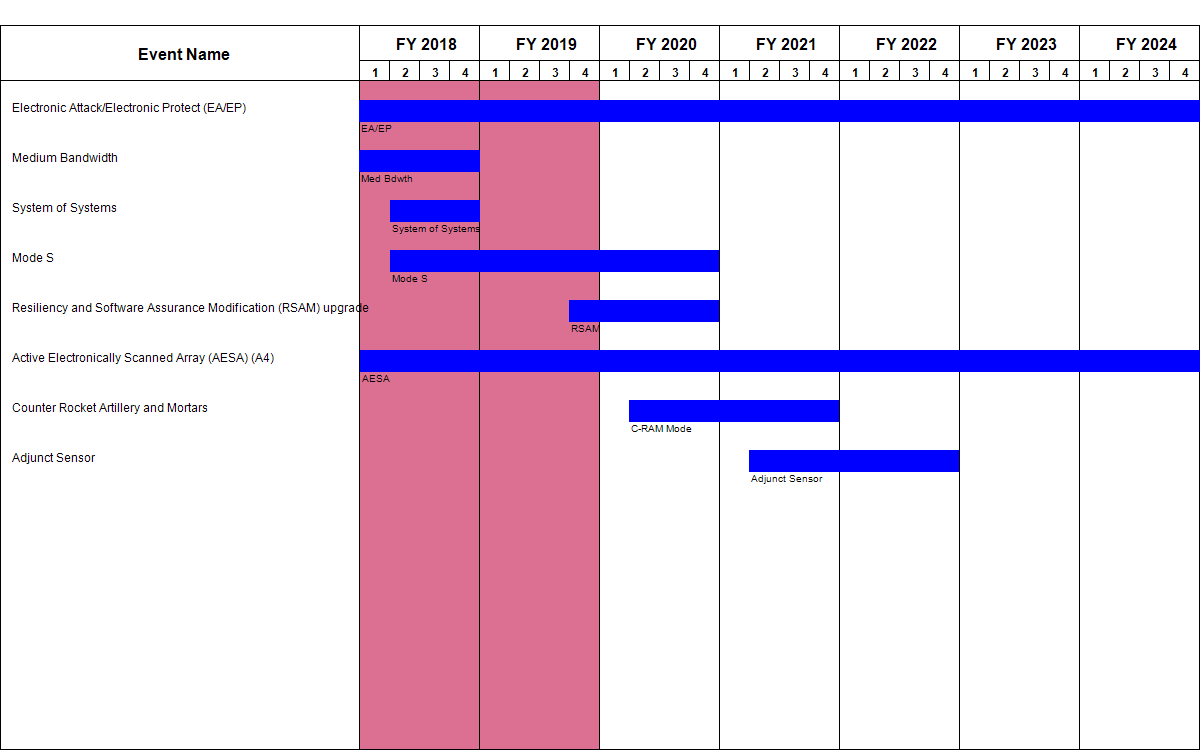 Event Name
FY 2018 FY 2019 FY 2020 FY 2021 FY 2022 FY 2023 FY 2024
1 2 3 4 1 2 3 4 1 2 3 4 1 2 3 4 1 2 3 4 1 2 3 4 1 2 3 4
Electronic Attack/Electronic Protect (EA/EP)
EA/EP
Medium Bandwidth
Med Bdwth
System of Systems
System of Systems
Mode S
Mode S
Resiliency and Software Assurance Modification (RSAM) upgrade
RSAM
Active Electronically Scanned Array (AESA) (A4)
AESA
Counter Rocket Artillery and Mortars
C-RAM Mode
Adjunct Sensor
Adjunct Sensor